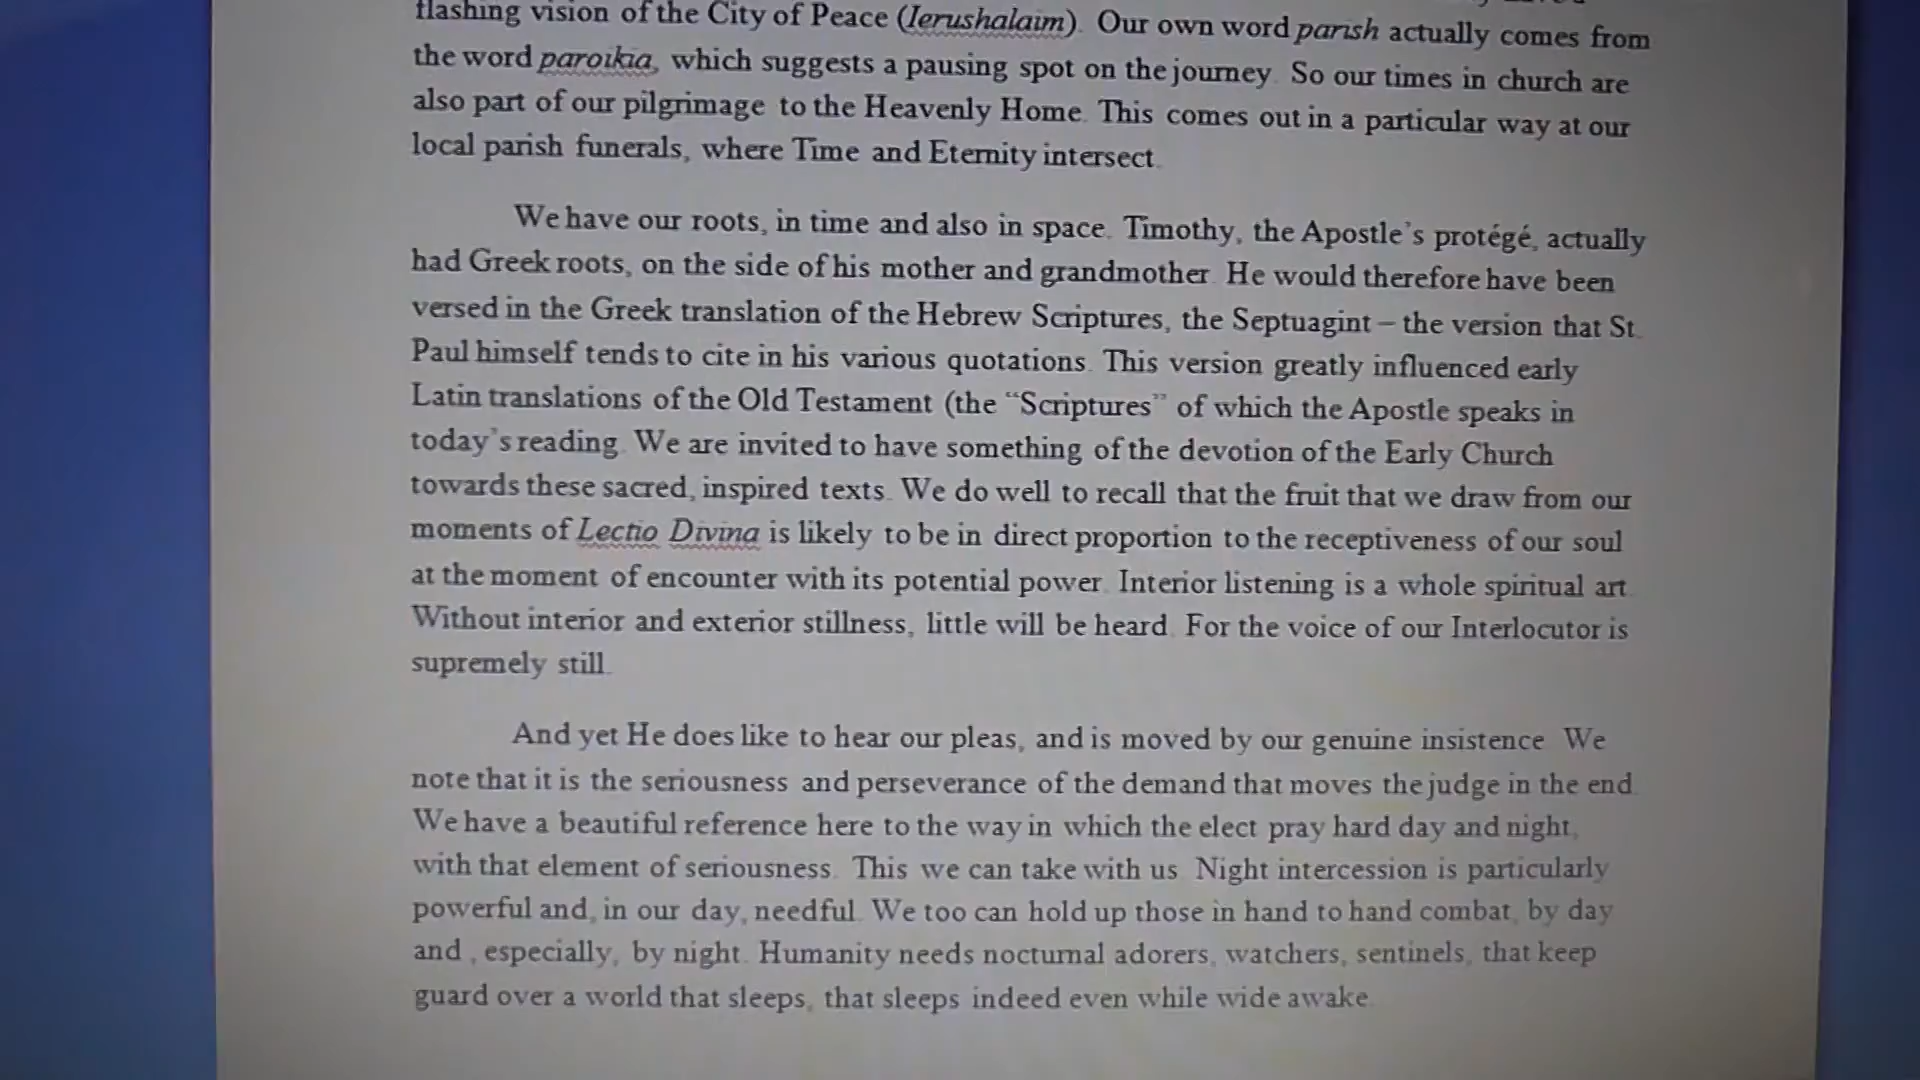 flashing vision of the City of Peace (Ierushalaim). Our own word parish actually comes from
the word paroikia, which suggests a pausing spot on the journey. So our times in church are
also part of our pilgrimage to the Heavenly Home. This comes out in a particular way at our
local parish funerals, where Time and Eternity intersect.
We have our roots, in time and also in space. Timothy, the Apostle's protégé, actually
had Greek roots, on the side of his mother and grandmother. He would therefore have been
versed in the Greek translation of the Hebrew Scriptures, the Septuagint – the version that St.
Paul himself tends to cite in his various quotations. This version greatly influenced early
Latin translations of the Old Testament (the “Scriptures” of which the Apostle speaks in
today's reading. We are invited to have something of the devotion of the Early Church
towards these sacred, inspired texts. We do well to recall that the fruit that we draw from our
moments of Lectio Divina is likely to be in direct proportion to the receptiveness of our soul
at the moment of encounter with its potential power. Interior listening is a whole spiritual art.
Without interior and exterior stillness, little will be heard. For the voice of our Interlocutor is
supremely still.
And yet He does like to hear our pleas, and is moved by our genuine insistence. We
note that it is the seriousness and perseverance of the demand that moves the judge in the end.
We have a beautiful reference here to the way in which the elect pray hard day and night,
with that element of seriousness. This we can take with us. Night intercession is particularly
powerful and, in our day, needful. We too can hold up those in hand to hand combat, by day
and , especially, by night. Humanity needs nocturnal adorers, watchers, sentinels, that keep
guard over a world that sleeps, that sleeps indeed even while wide awake.